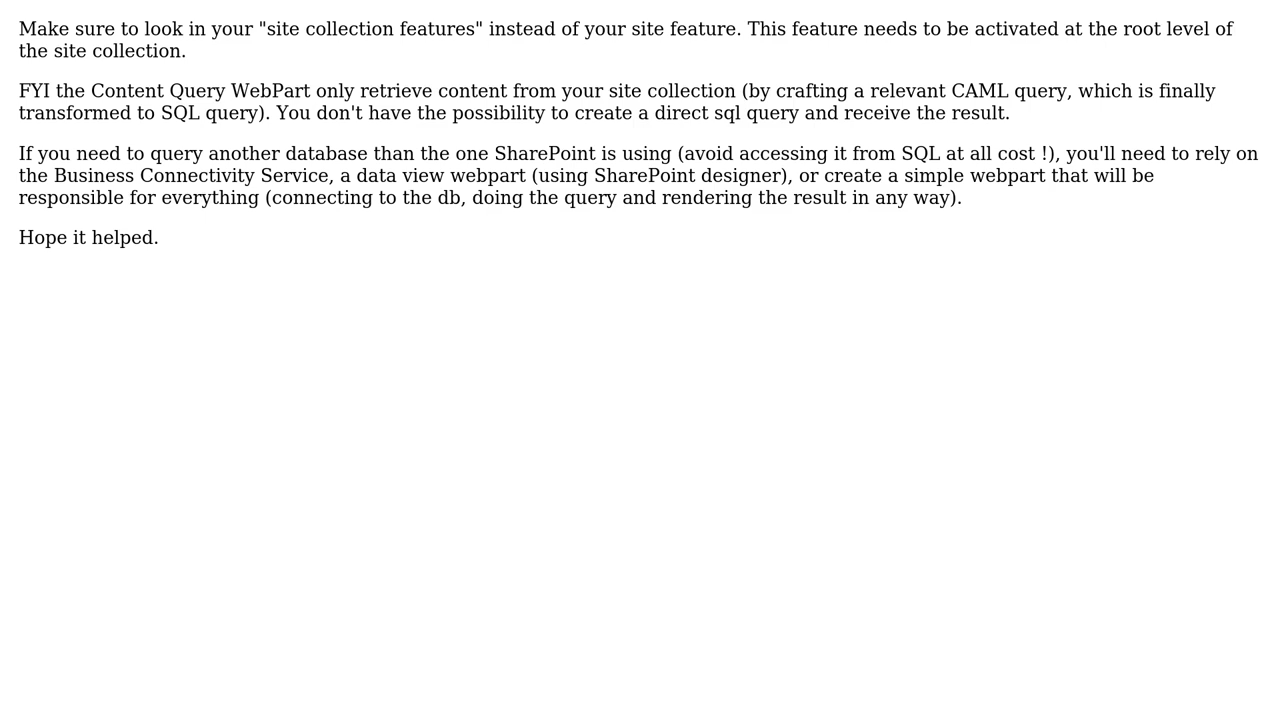 Make sure to look in your "site collection features" instead of your site feature. This feature needs to be activated at the root level of
the site collection.
FYI the Content Query WebPart only retrieve content from your site collection (by crafting a relevant CAML query, which is finally
transformed to SQL query). You don't have the possibility to create a direct sql query and receive the result.
If you need to query another database than the one SharePoint is using (avoid accessing it from SQL at all cost !), you'll need to rely on
the Business Connectivity Service, a data view webpart (using SharePoint designer), or create a simple webpart that will be
responsible for everything (connecting to the db, doing the query and rendering the result in any way).
Hope it helped.